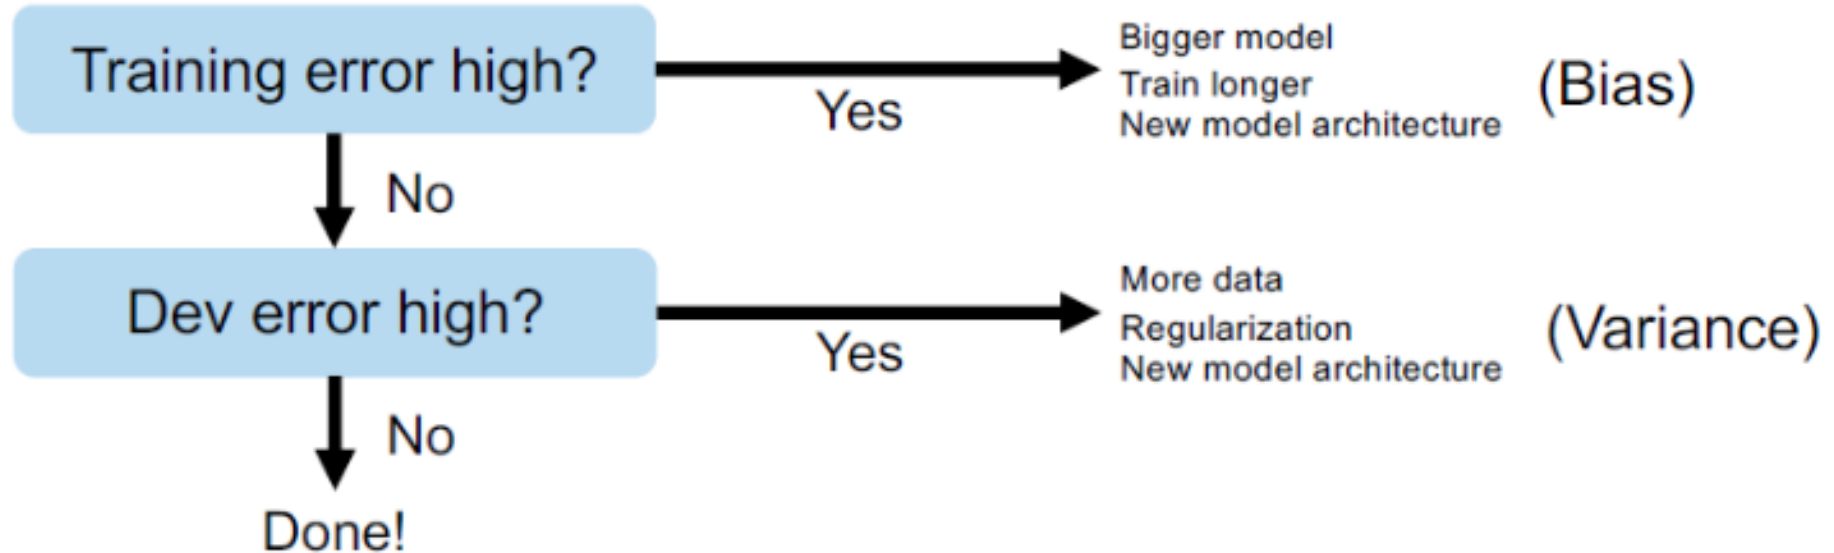 Training error high?
Yes
Bigger model
Train longer
New model architecture
(Bias)
No
Dev error high?
Yes
More data
Regularization
New model architecture
(Variance)
No
Done!